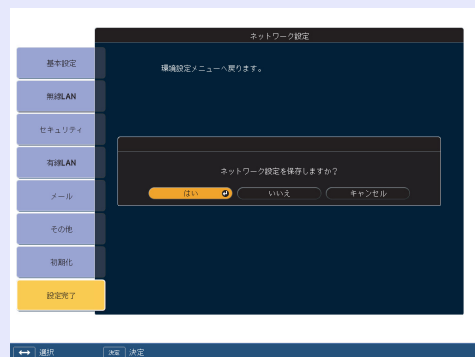 ネットワーク設定
基本設定
環境設定メニューへ戻ります。
無線LAN
セキュリティ
有線LAN
ネットワーク設定を保存しますか？
メール
はい
いいえ
キャンセル
その他
初期化
設定完了
選択
決定 決定